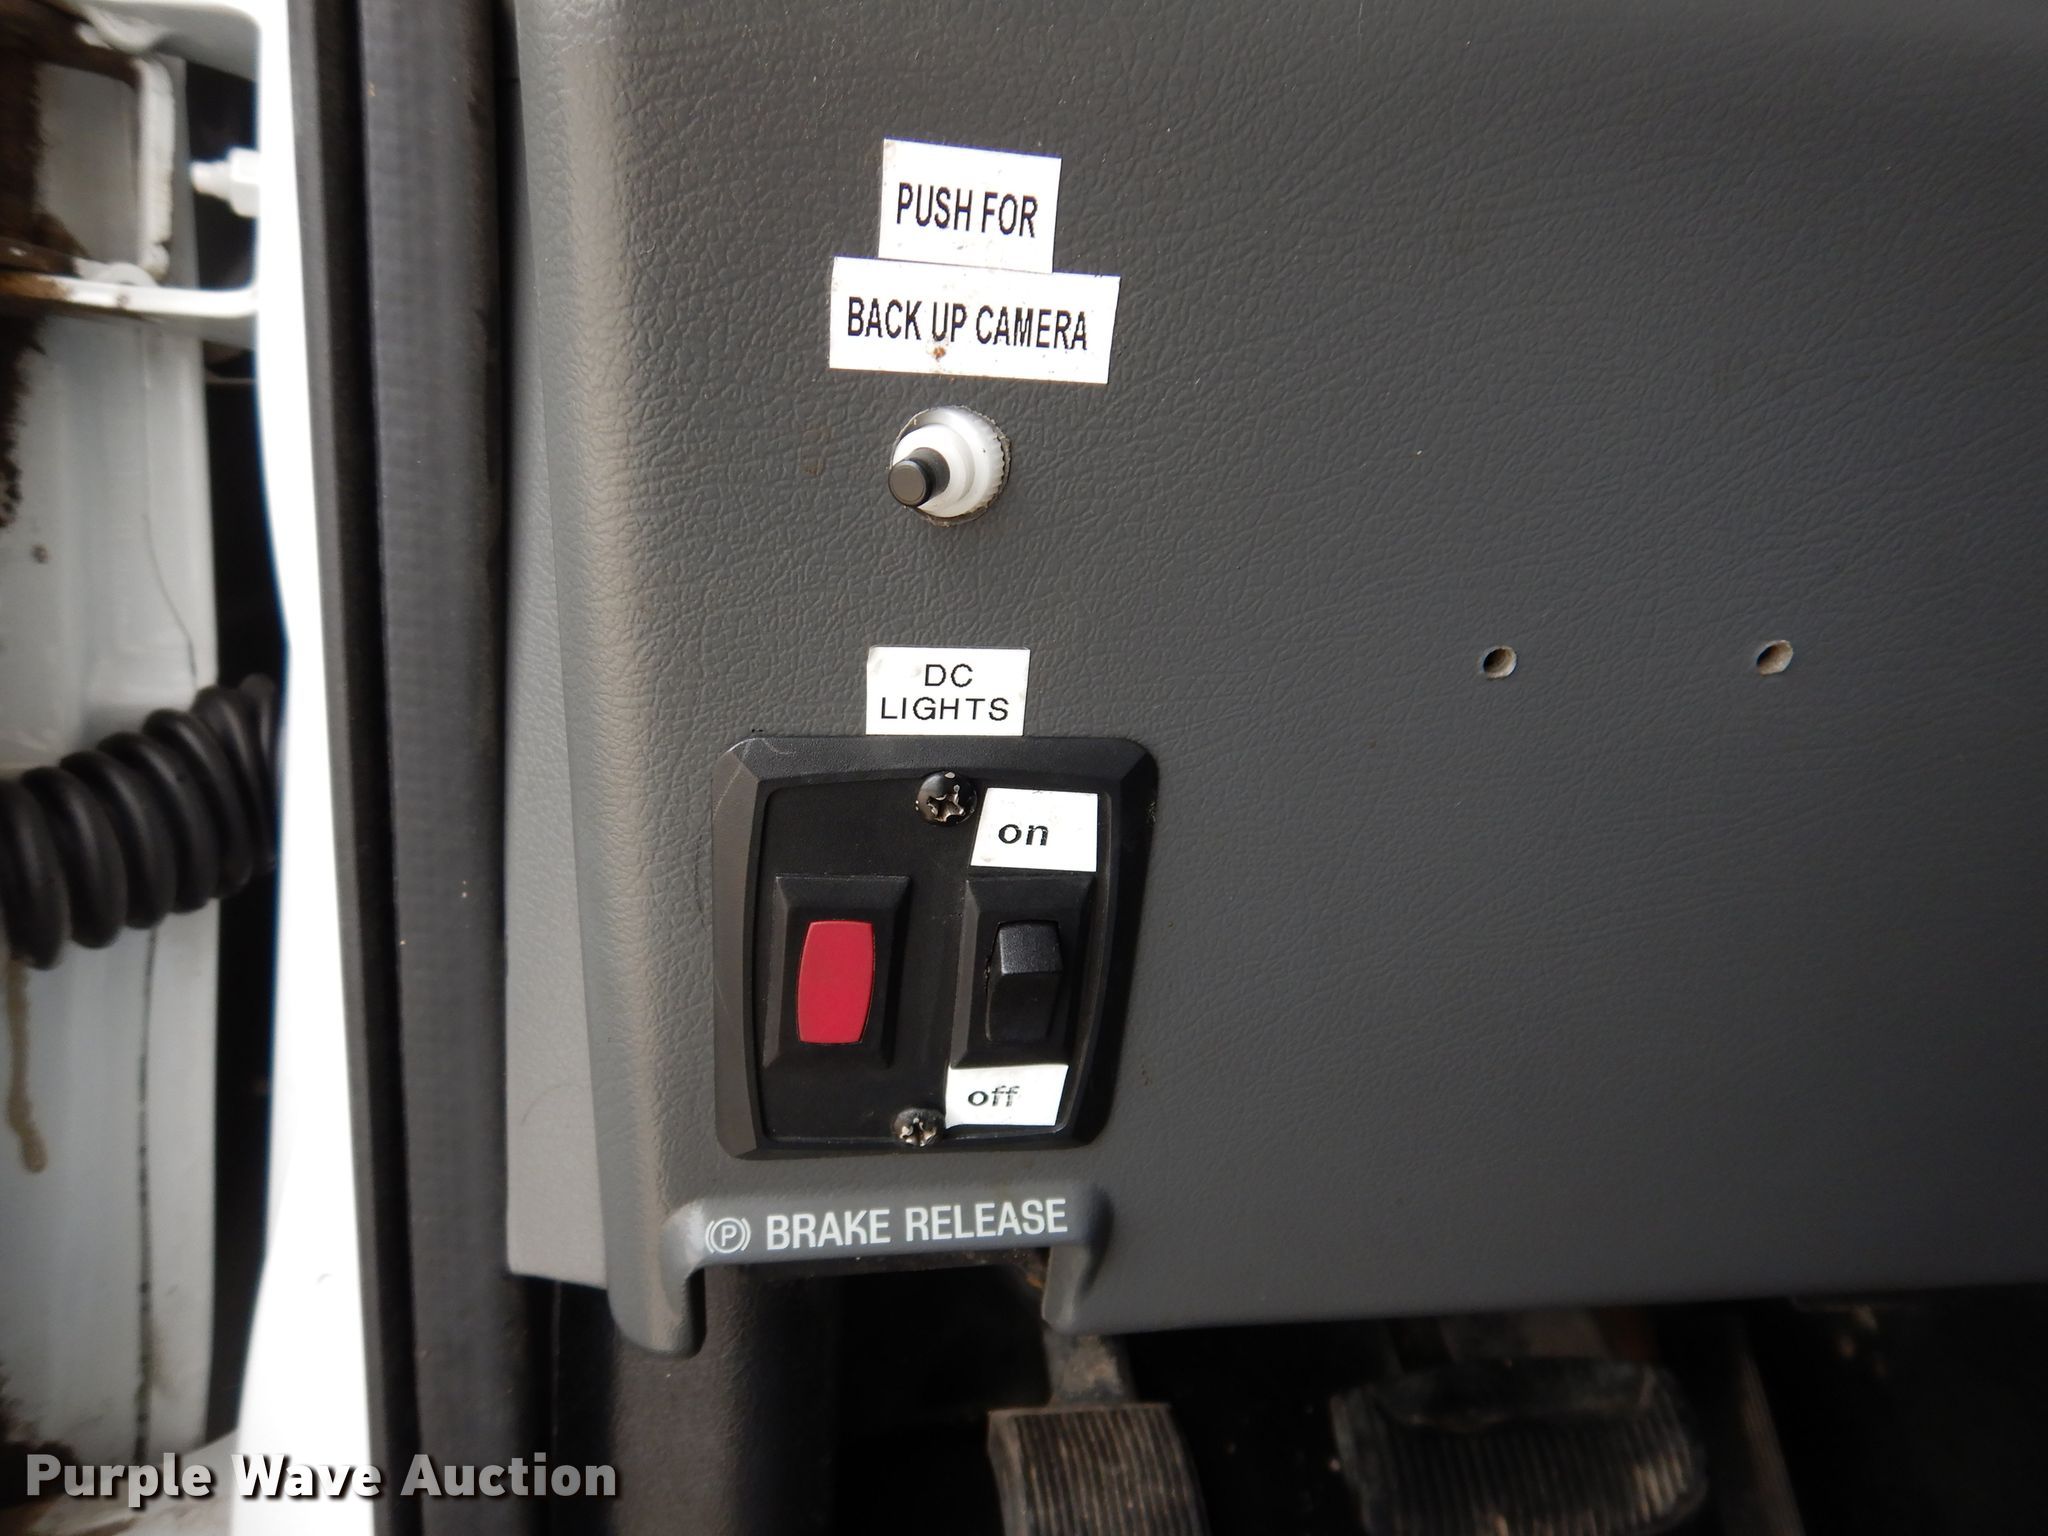 PUSH FOR
BACK UP CAMERA
DC
LIGHTS
on
off
(P) BRAKE RELEASE
Purple Wave Auction